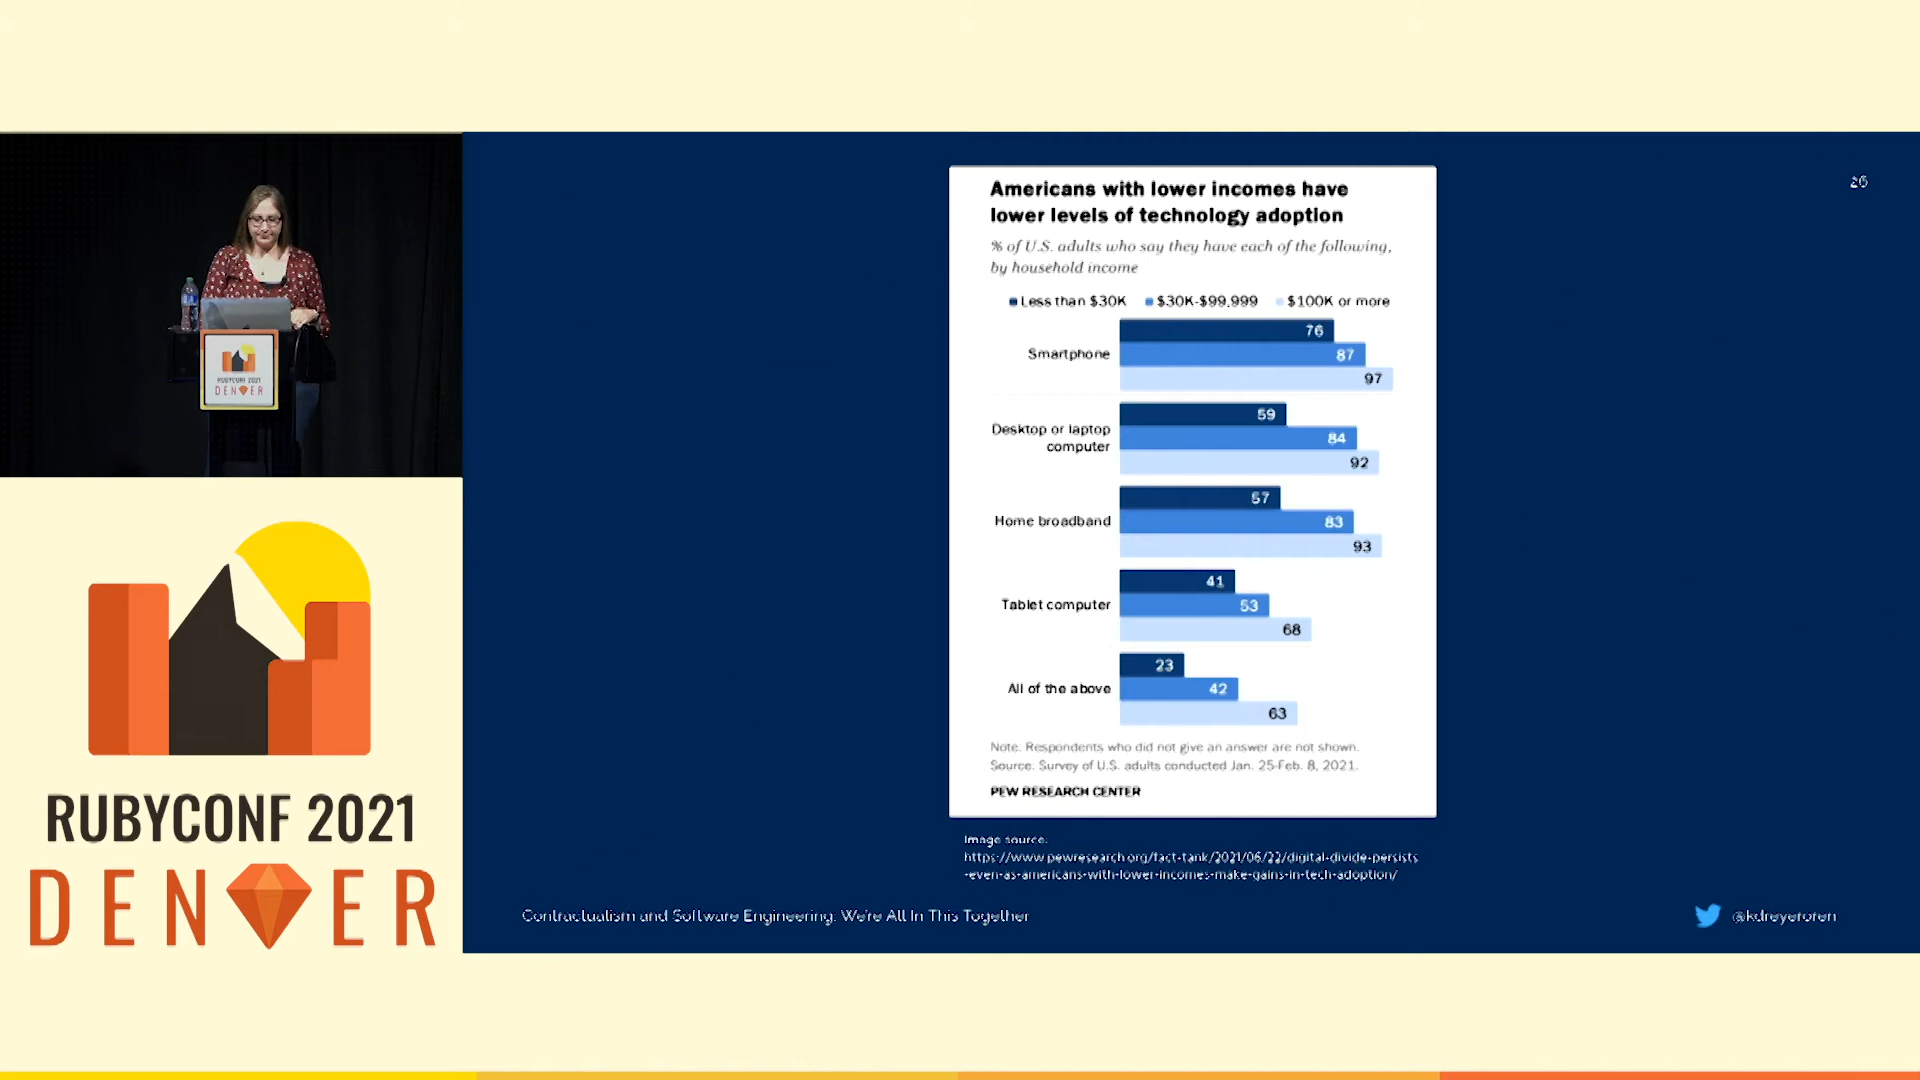 26
Americans with lower incomes have
lower levels of technology adoption
% of U.S. adults who say they have each of the following,
by household income
Less than $30K $30K-$99,999 $100K or more
Smartphone
76
87
97
Desktop or laptop
computer
59
84
92
Home broadband
57
83
93
Tablet computer
41
53
68
All of the above
23
42
63
Note: Respondents who did not give an answer are not shown.
Source: Survey of U.S. adults conducted Jan. 25-Feb. 8, 2021.
PEW RESEARCH CENTER
Image source:
https://www.pewresearch.org/fact-tank/2021/06/22/digital-divide-persists
-even-as-americans-with-lower-incomes-make-gains-in-tech-adoption/
Contractualism and Software Engineering: We're All In This Together
@kdreyeroren
RUBYCONF 2021
DENVER
RUBYCONF 2021
DENVER